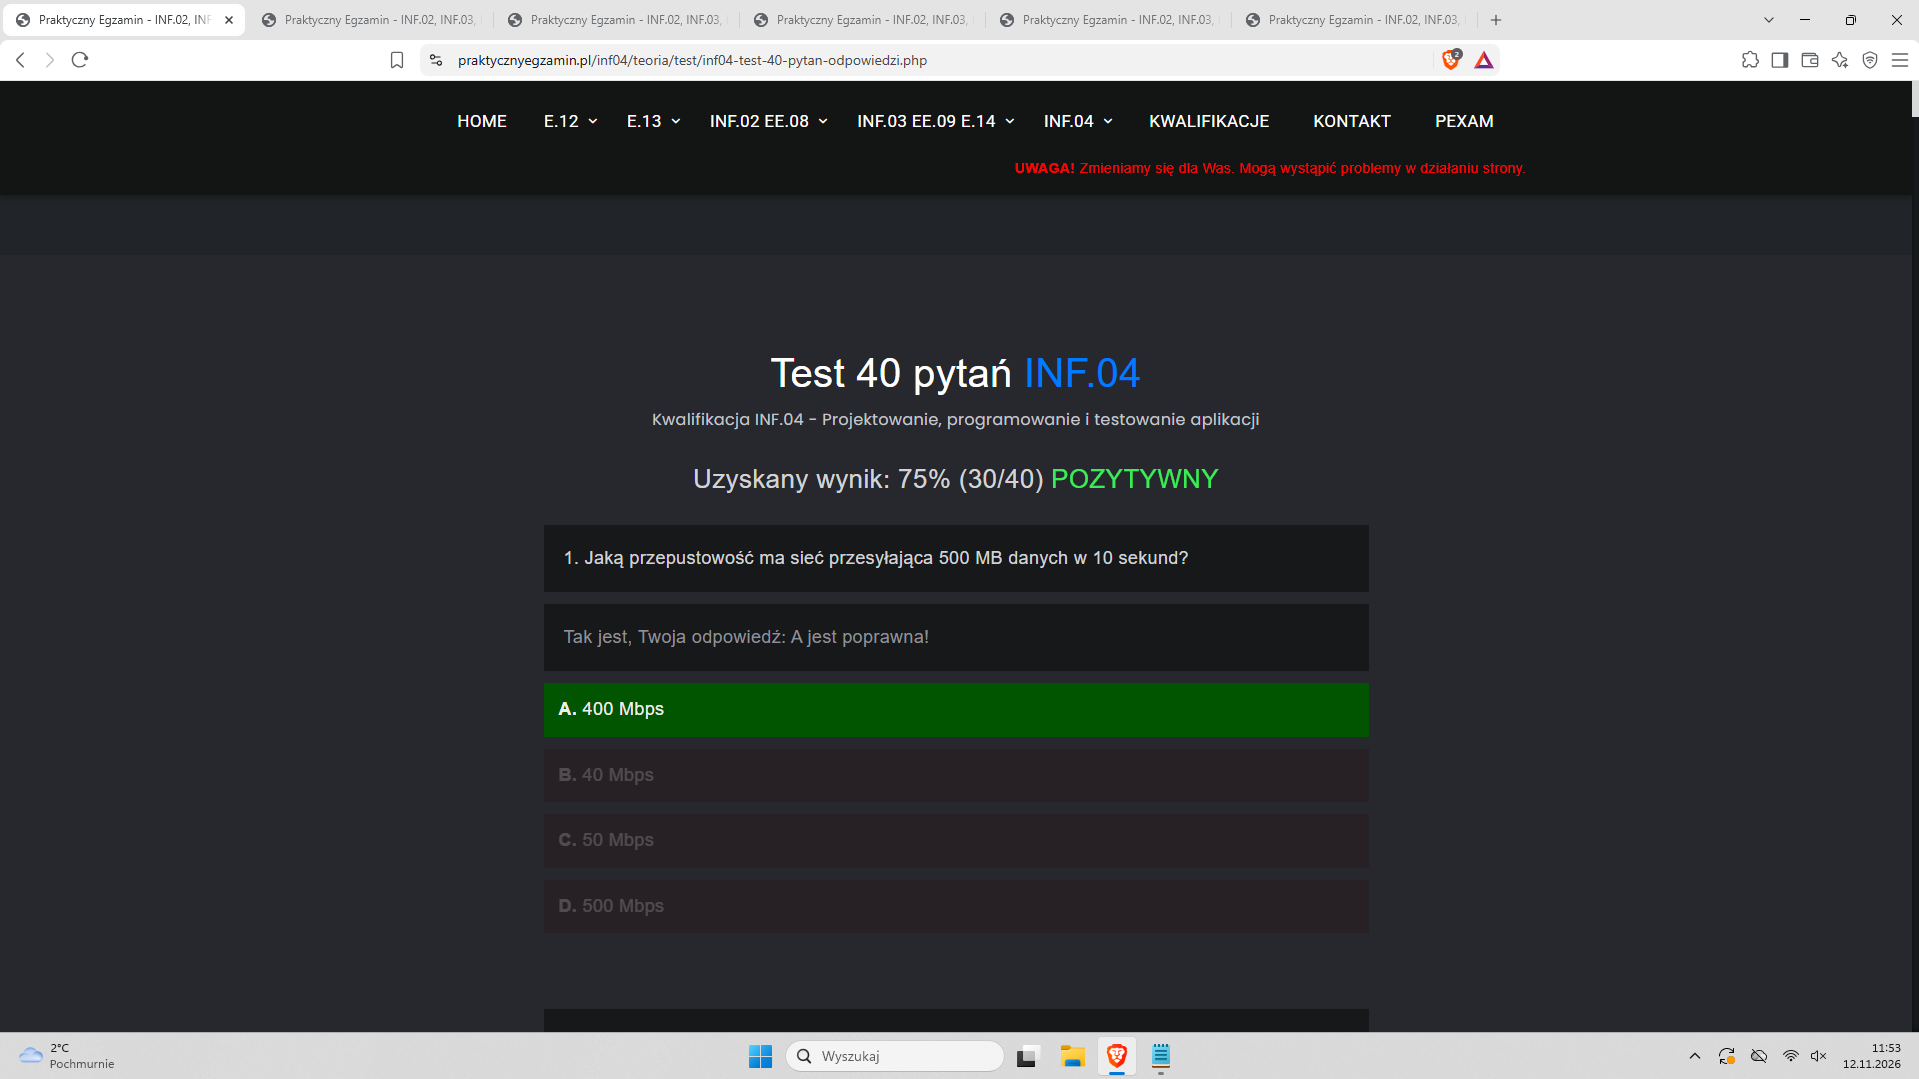 Praktyczny Egzamin - INF.02, INF
Praktyczny Egzamin - INF.02, INF.03,
Praktyczny Egzamin - INF.02, INF.03,
Praktyczny Egzamin - INF.02, INF.03,
Praktyczny Egzamin - INF.02, INF.03,
Praktyczny Egzamin - INF.02, INF.03,
praktycznyegzamin.pl/inf04/teoria/test/inf04-test-40-pytan-odpowiedzi.php
2
HOME E.12 E.13 INF.02 EE.08 INF.03 EE.09 E.14 INF.04 KWALIFIKACJE KONTAKT PEXAM
UWAGA! Zmieniamy się dla Was. Mogą wystąpić problemy w działaniu strony.
Test 40 pytań INF.04
Kwalifikacja INF.04 - Projektowanie, programowanie i testowanie aplikacji
Uzyskany wynik: 75% (30/40) POZYTYWNY
1. Jaką przepustowość ma sieć przesyłająca 500 MB danych w 10 sekund?
Tak jest, Twoja odpowiedź: A jest poprawna!
A. 400 Mbps
B. 40 Mbps
C. 50 Mbps
D. 500 Mbps
2°C
Pochmurnie
Wyszukaj
11:53
12.11.2026